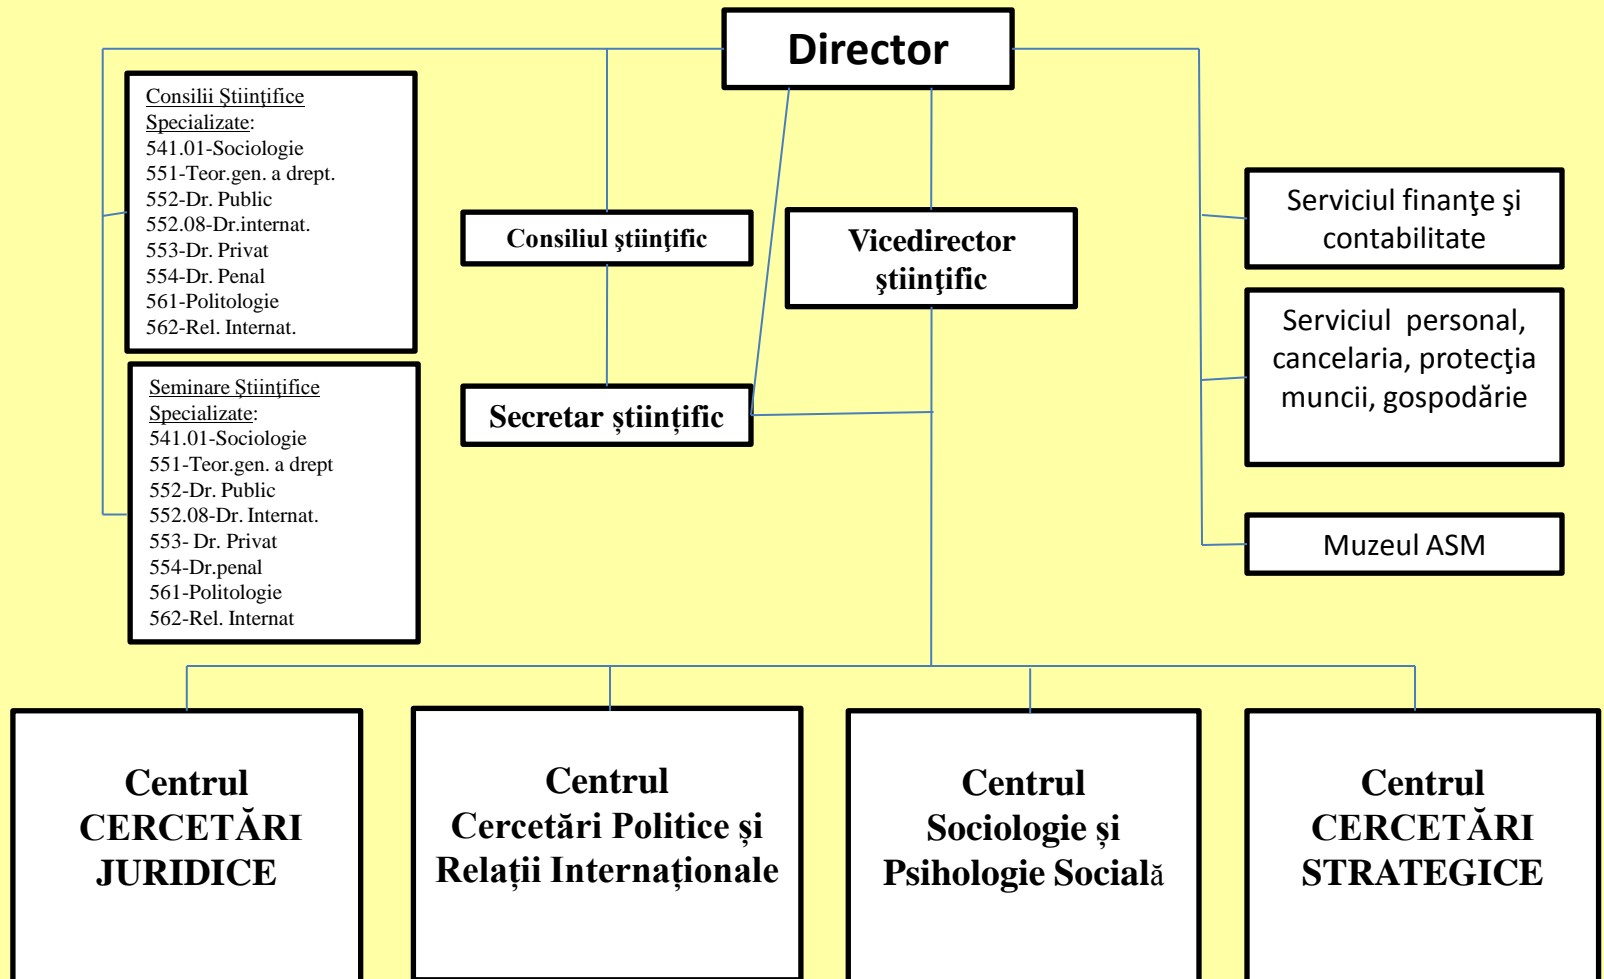 Director
Consilii Ştiinţifice
Specializate:
541.01-Sociologie
551-Teor.gen. a drept.
552-Dr. Public
552.08-Dr.internat.
553-Dr. Privat
554-Dr. Penal
561-Politologie
562-Rel. Internat.
Seminare Ştiinţifice
Specializate:
541.01-Sociologie
551-Teor.gen. a drept
552-Dr. Public
552.08-Dr. Internat.
553- Dr. Privat
554-Dr.penal
561-Politologie
562-Rel. Internat
Consiliul ştiinţific
Secretar științific
Vicedirector
ştiinţific
Serviciul finanţe şi
contabilitate
Serviciul personal,
cancelaria, protecţia
muncii, gospodărie
Muzeul ASM
Centrul
CERCETĂRI
JURIDICE
Centrul
Cercetări Politice și
Relații Internaționale
Centrul
Sociologie și
Psihologie Socială
Centrul
CERCETĂRI
STRATEGICE